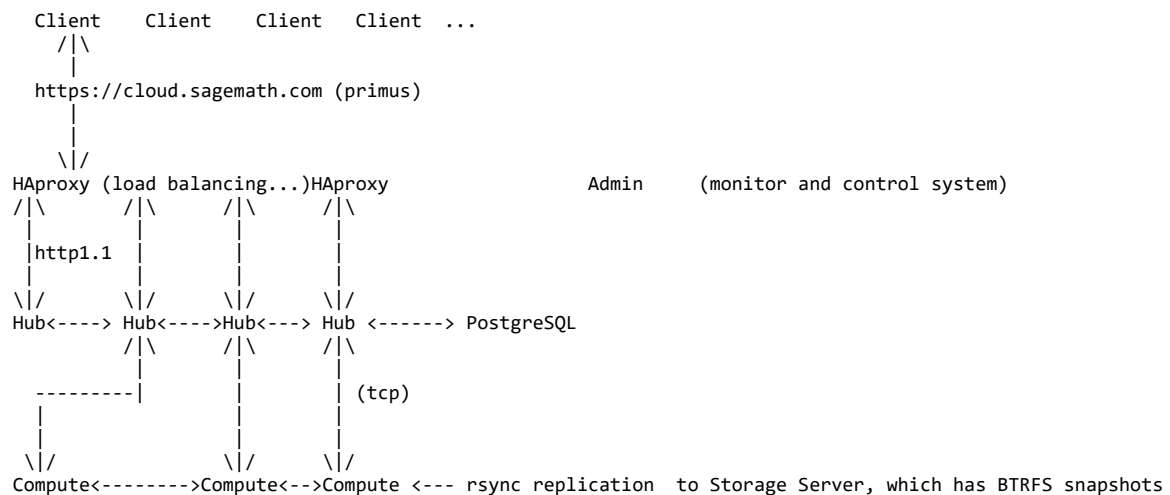 Client Client Client Client ...
https://cloud.sagemath.com (primus)
HAproxy (load balancing...)HAproxy Admin (monitor and control system)
http1.1
Hub<----> Hub<---->Hub<---> Hub <------> PostgreSQL
---------| (tcp)
Compute<-------->Compute<-->Compute <--- rsync replication to Storage Server, which has BTRFS snapshots